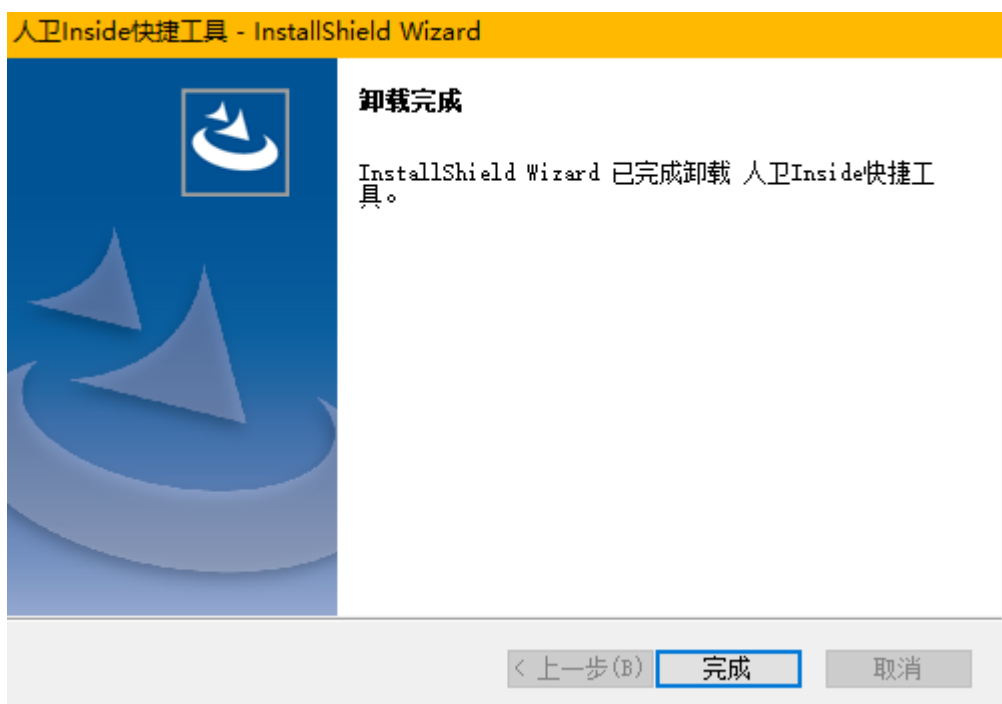 人卫Inside快捷工具 - InstallShield Wizard
卸载完成
InstallShield Wizard 已完成卸载 人卫Inside快捷工
具。
< 上一步(B)
完成
取消